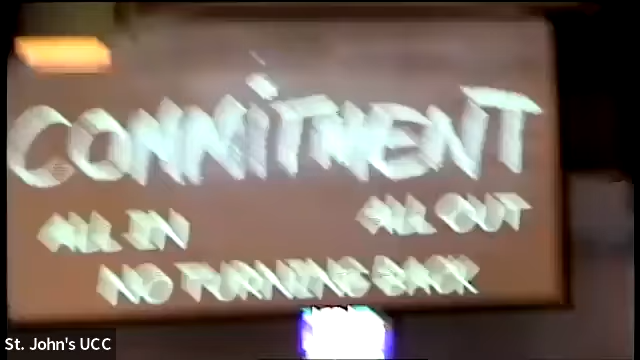 COMMITMENT
ALL IN ALL OUT
NO TURNING BACK
St. John's UCC